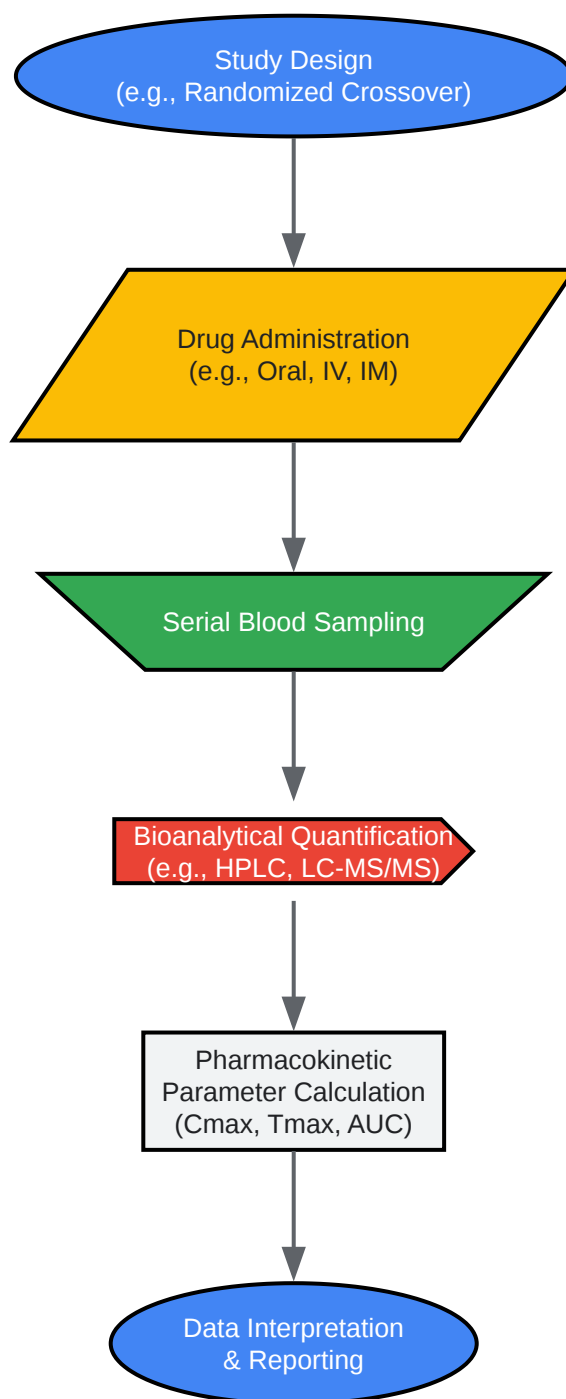 Study Design
(e.g., Randomized Crossover)
Drug Administration
(e.g., Oral, IV, IM)
Serial Blood Sampling
Bioanalytical Quantification
(e.g., HPLC, LC-MS/MS)
Pharmacokinetic
Parameter Calculation
(Cmax, Tmax, AUC)
Data Interpretation
& Reporting